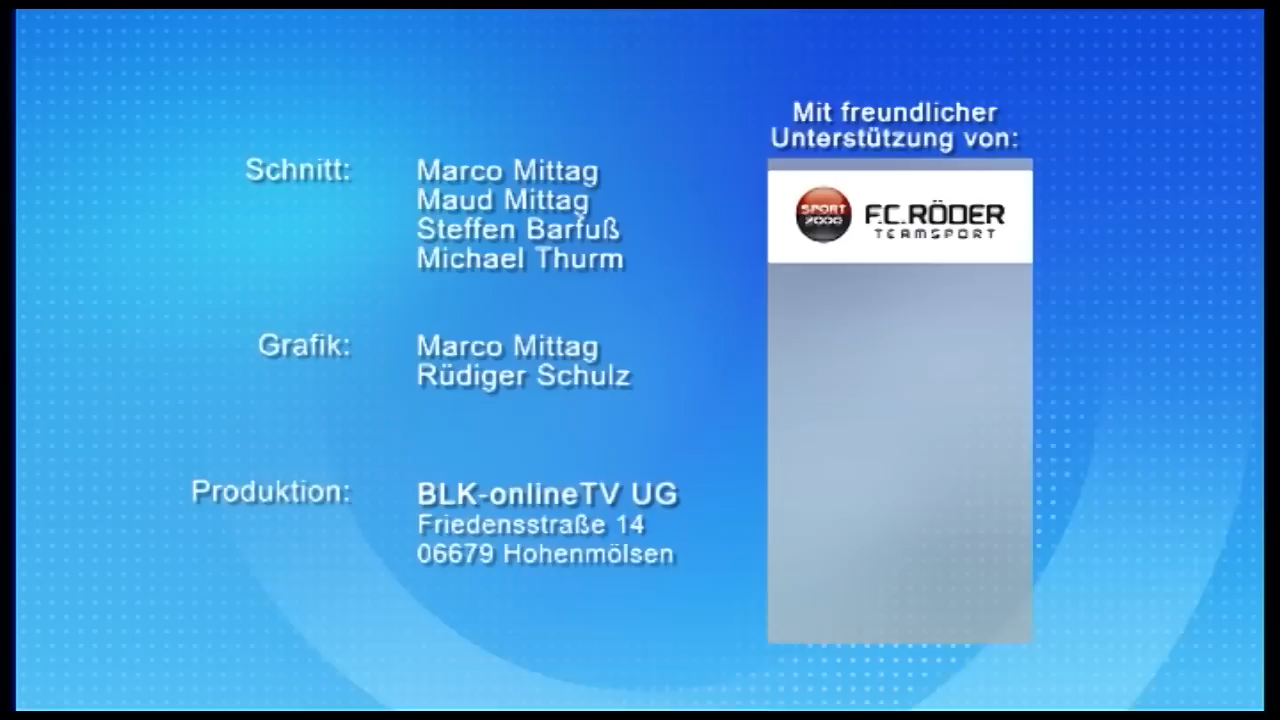 Schnitt:
Marco Mittag
Maud Mittag
Steffen Barfuß
Michael Thurm
Grafik:
Marco Mittag
Rüdiger Schulz
Produktion:
BLK-onlineTV UG
Friedensstraße 14
06679 Hohenmölsen
Mit freundlicher
Unterstützung von:
SPORT
2000
F.C.RÖDER
TEAMSPORT